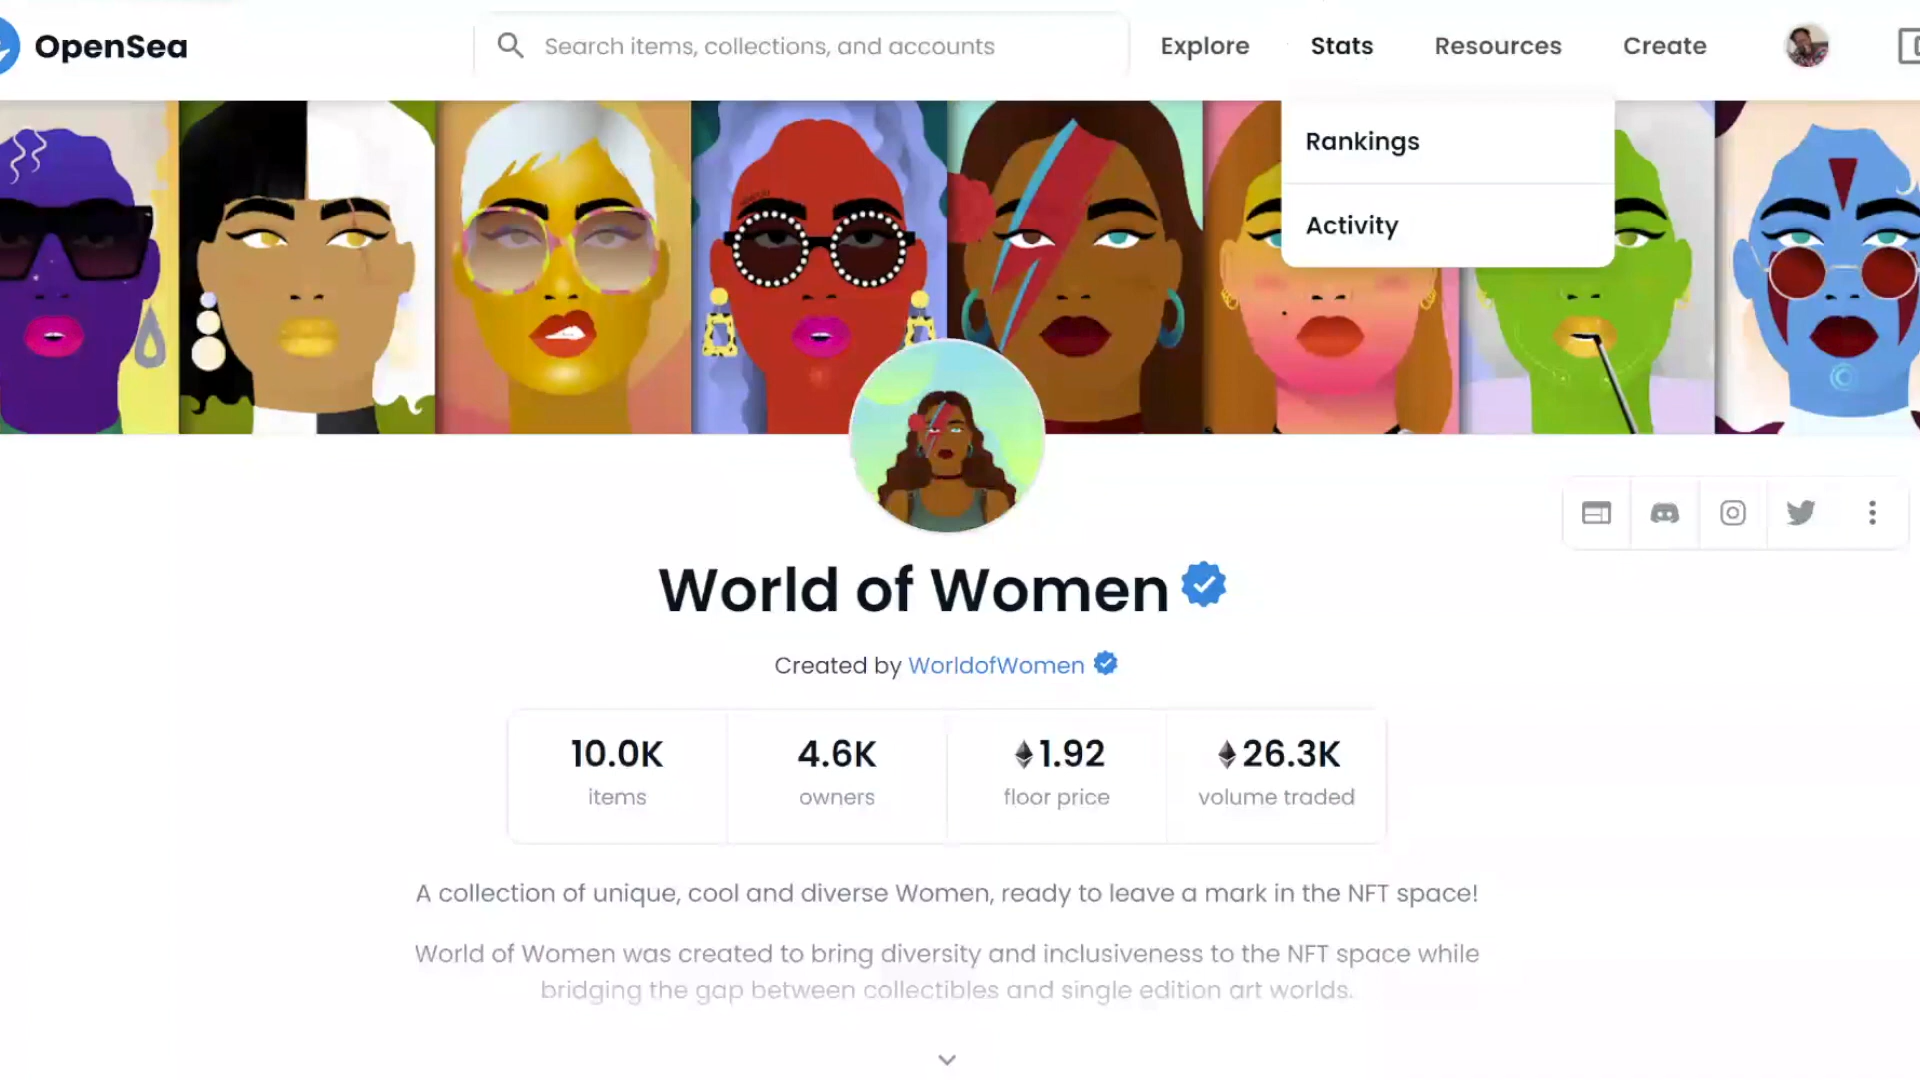 OpenSea
Search items, collections, and accounts
Explore
Stats
Resources
Create
Rankings
Activity
World of Women
Created by WorldofWomen
10.0K
items
4.6K
owners
1.92
floor price
26.3K
volume traded
A collection of unique, cool and diverse Women, ready to leave a mark in the NFT space!
World of Women was created to bring diversity and inclusiveness to the NFT space while
bridging the gap between collectibles and single edition art worlds.